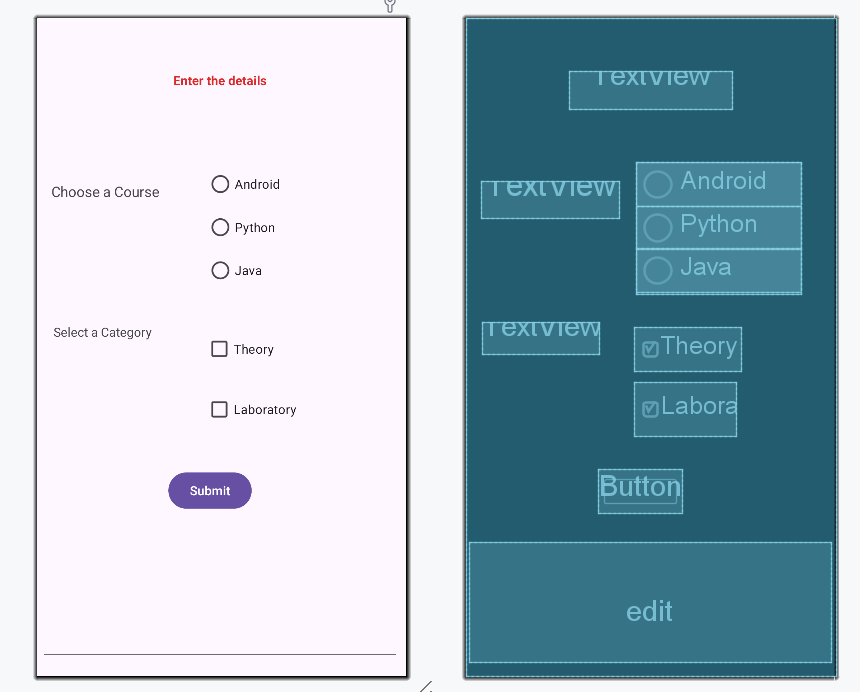 Enter the details
Choose a Course
Android
Python
Java
Select a Category
Theory
Laboratory
Submit
TextView
TextView
Android
Python
Java
TextView
Theory
Labora
Button
edit